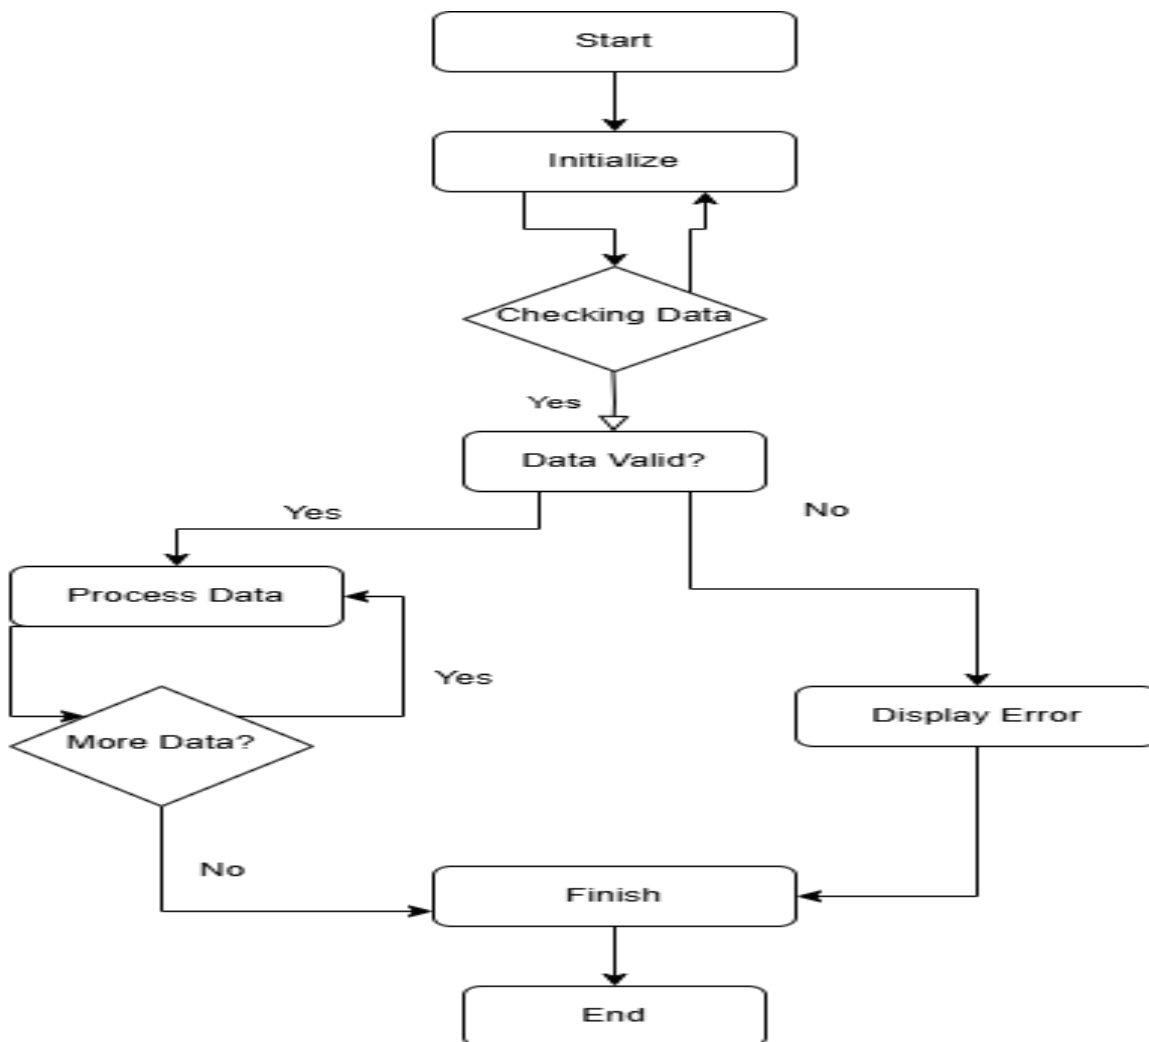 Start
Initialize
Checking Data
Yes
Data Valid?
Yes
No
Process Data
Yes
Display Error
More Data?
No
Finish
End